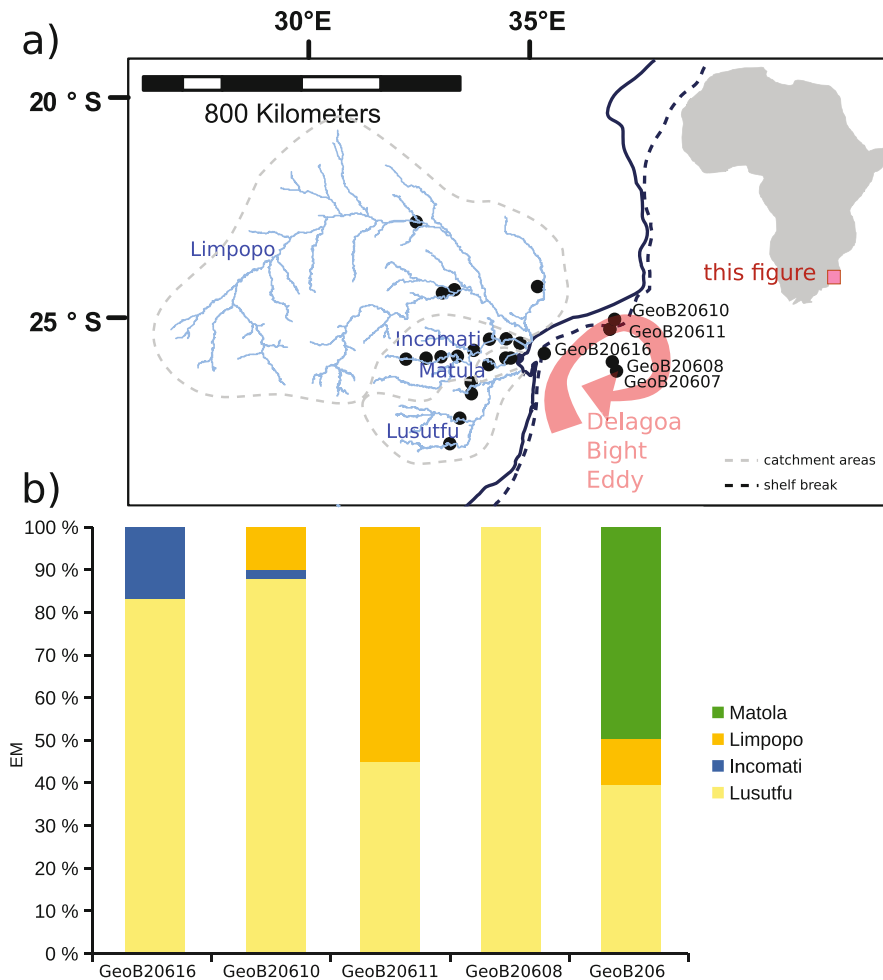 a)
30°E
35°E
20 ° S
800 Kilometers
Limpopo
this figure
25 ° S
GeoB20610
GeoB20611
Incomati
GeoB20616
Matula
GeoB20608
GeoB20607
Lusutfu
Delagoa
Bight
Eddy
catchment areas
shelf break
b)
100 %
90 %
80 %
70 %
60 %
50 %
40 %
30 %
20 %
10 %
0 %
EM
Matola
Limpopo
Incomati
Lusutfu
GeoB20616
GeoB20610
GeoB20611
GeoB20608
GeoB206